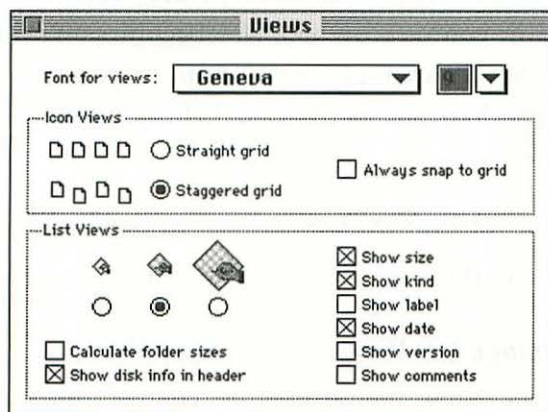 Views
Font for views: Geneva 9
Icon Views
Straight grid
Always snap to grid
Staggered grid
List Views
Show size
Show kind
Show label
Show date
Calculate folder sizes Show version
Show disk info in header Show comments